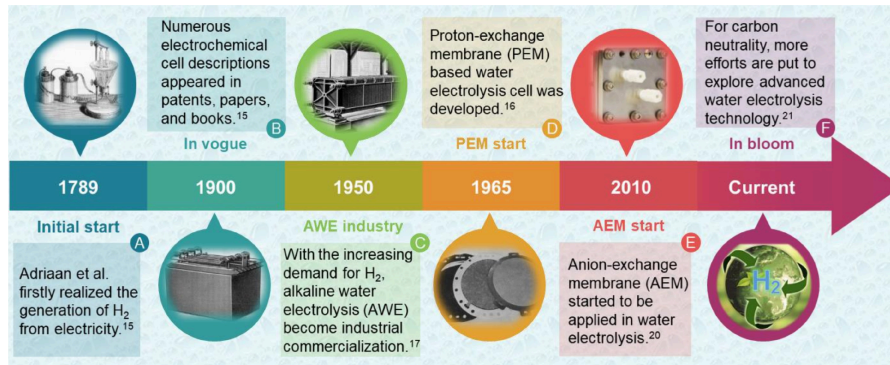 Numerous
electrochemical
cell descriptions
appeared in
patents, papers,
and books.15
B
In vogue
Proton-exchange
membrane (PEM)
based water
electrolysis cell was
developed.16
D
PEM start
For carbon
neutrality, more
efforts are put to
explore advanced
water electrolysis
technology.21
F
In bloom
1789
1900
1950
1965
2010
Current
Initial start
A
Adriaan et al.
firstly realized the
generation of H2
from electricity.15
AWE industry
C
With the increasing
demand for H2,
alkaline water
electrolysis (AWE)
become industrial
commercialization.17
AEM start
E
Anion-exchange
membrane (AEM)
started to be
applied in water
electrolysis.20
H2